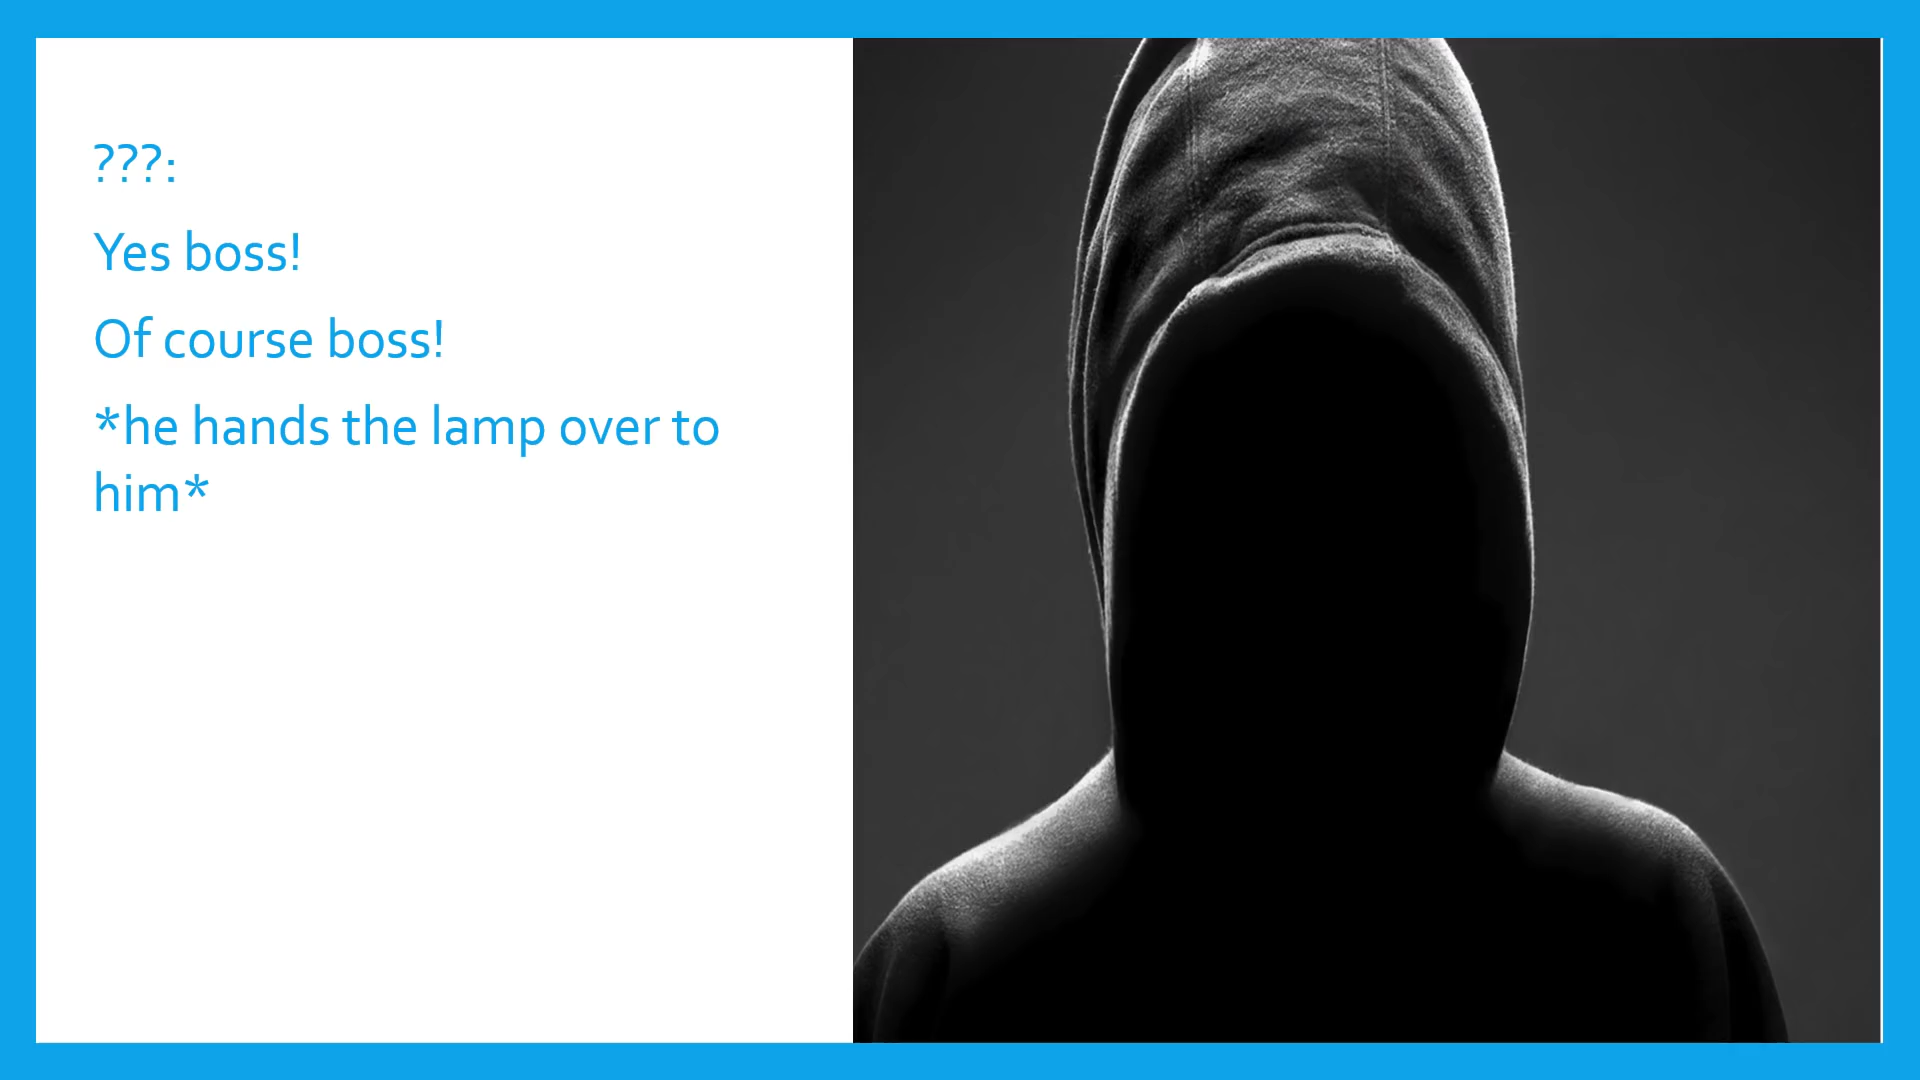 ???:
Yes boss!
Of course boss!
*he hands the lamp over to
him*